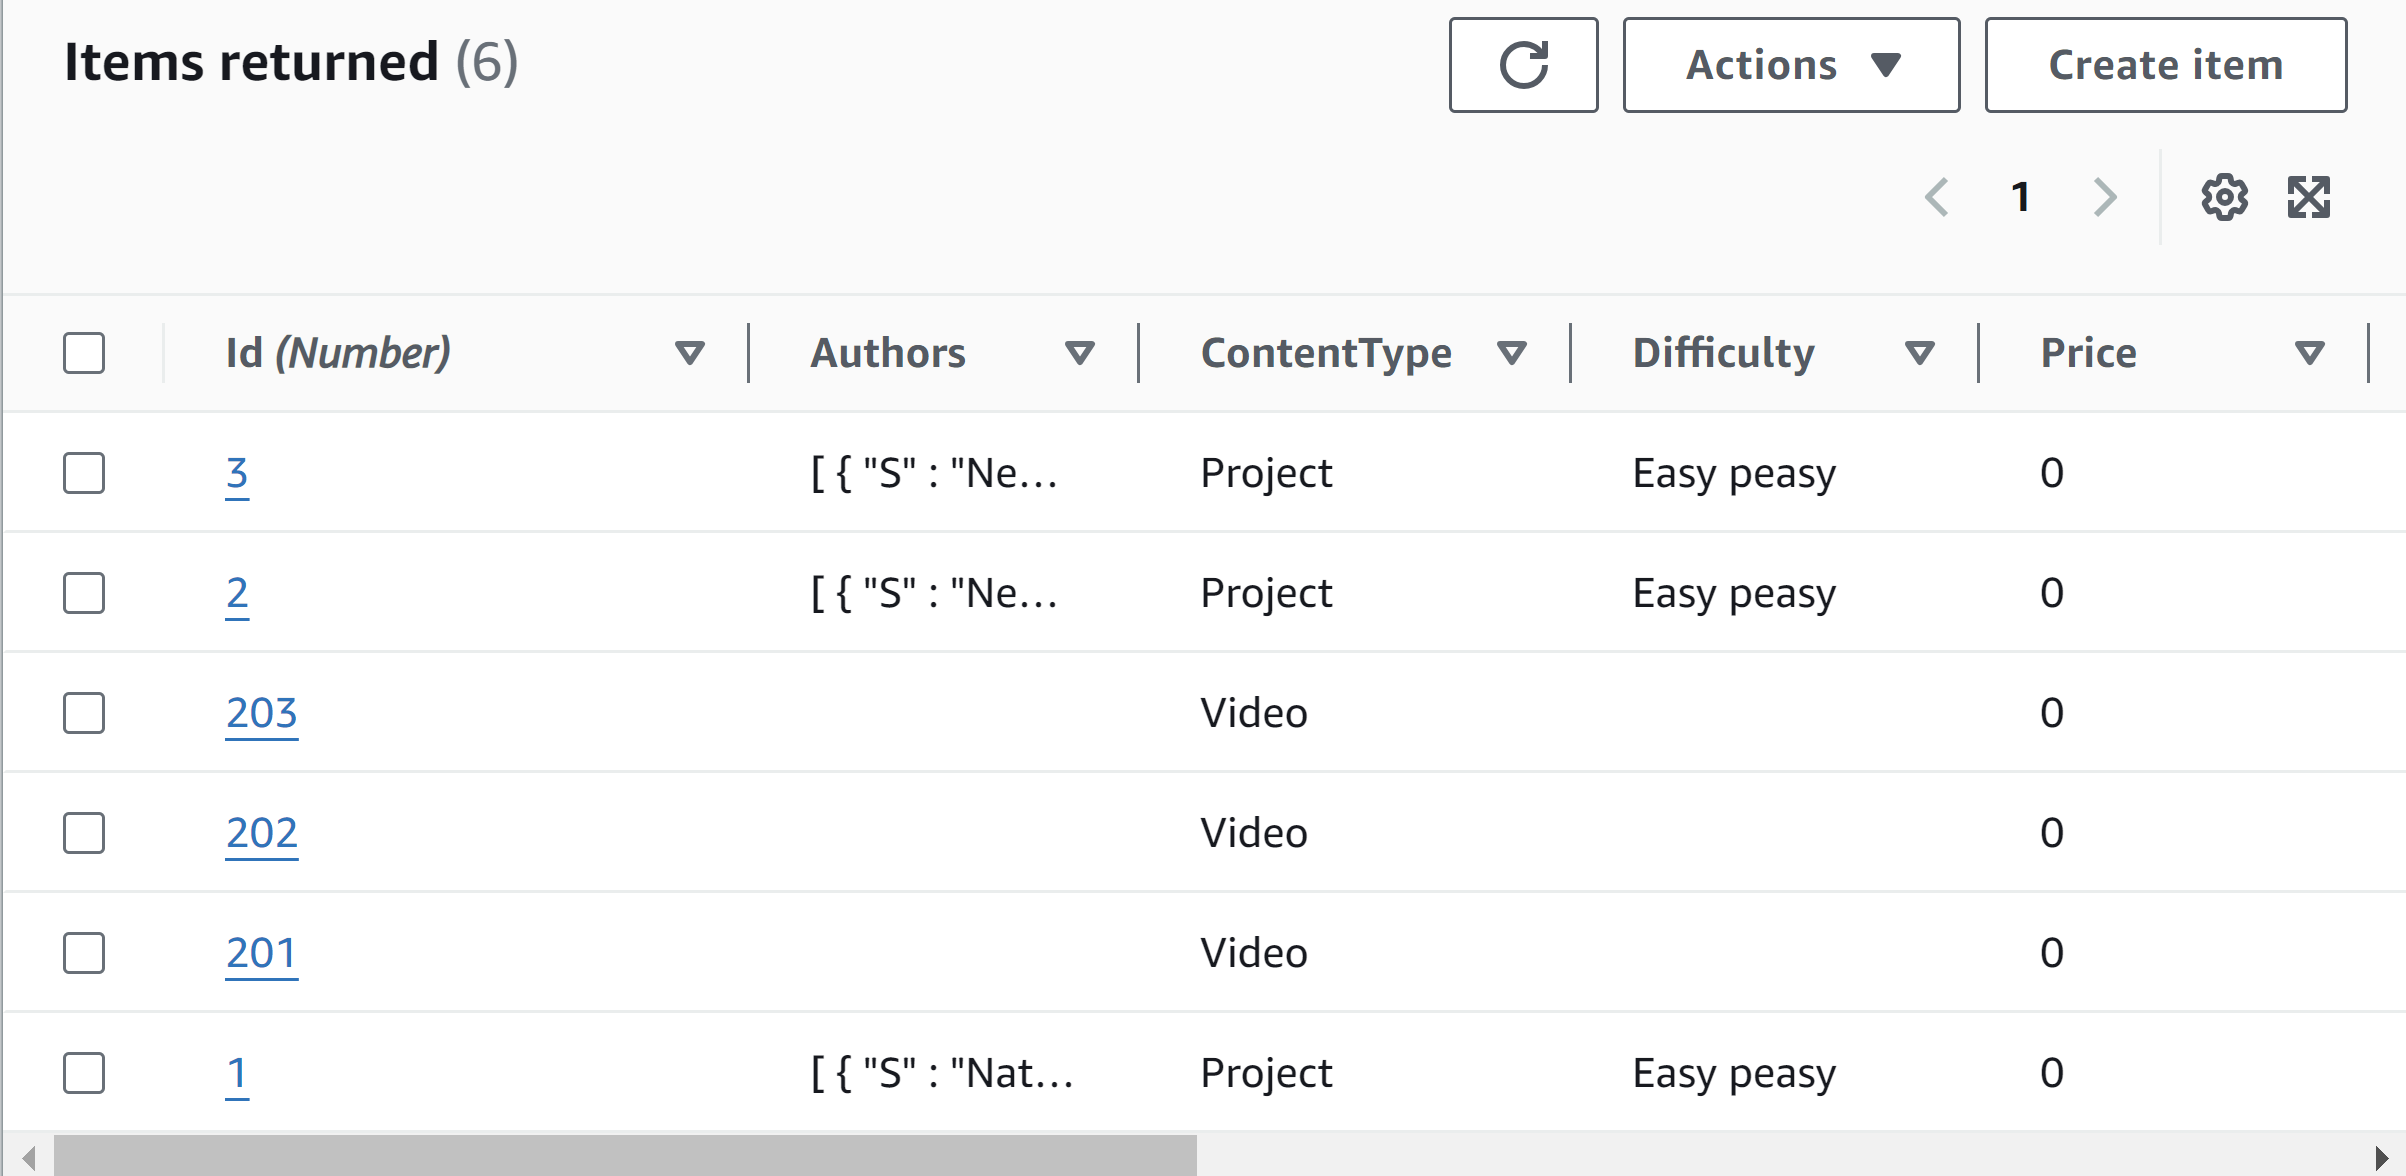 Items returned (6)
Actions
Create item
1
Id (Number) Authors ContentType Difficulty Price
3 [ { "S" : "Ne... Project Easy peasy 0
2 [ { "S" : "Ne... Project Easy peasy 0
203 Video 0
202 Video 0
201 Video 0
1 [ { "S" : "Nat... Project Easy peasy 0